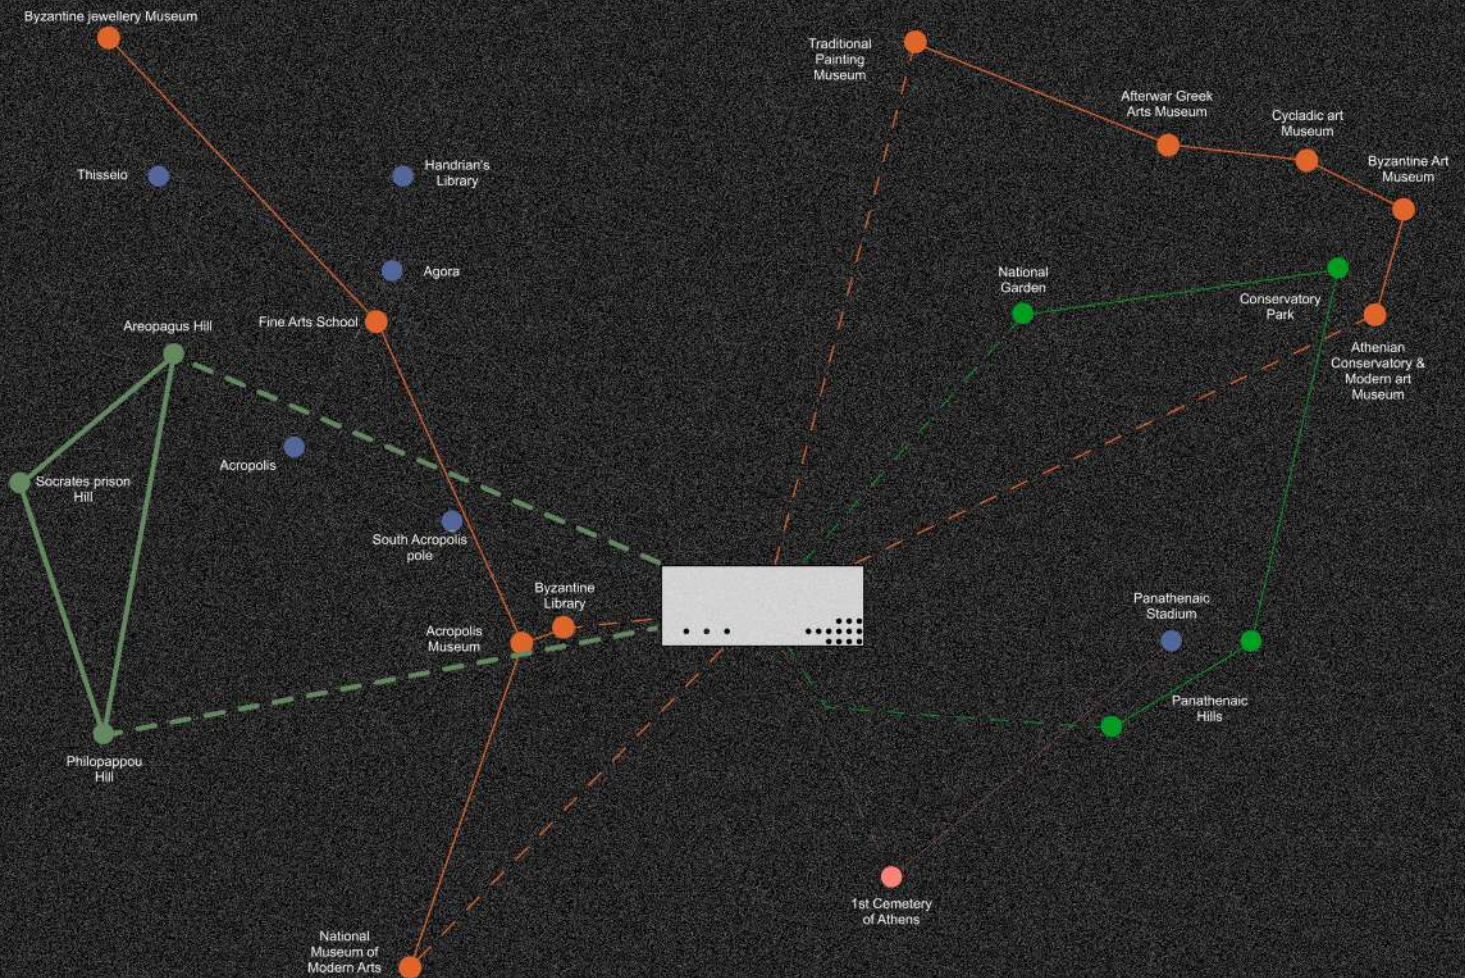 Byzantine jewellery Museum
Traditional
Painting
Museum
Afterwar Greek
Arts Museum
Cycladic art
Museum
Byzantine Art
Museum
Thisseio
Handrian's
Library
Agora
National
Garden
Conservatory
Park
Areopagus Hill
Fine Arts School
Athenian
Conservatory &
Modern art
Museum
Acropolis
Socrates prison
Hill
South Acropolis
pole
Byzantine
Library
Acropolis
Museum
Panathenaic
Stadium
Panathenaic
Hills
Philopappou
Hill
1st Cemetery
of Athens
National
Museum of
Modern Arts